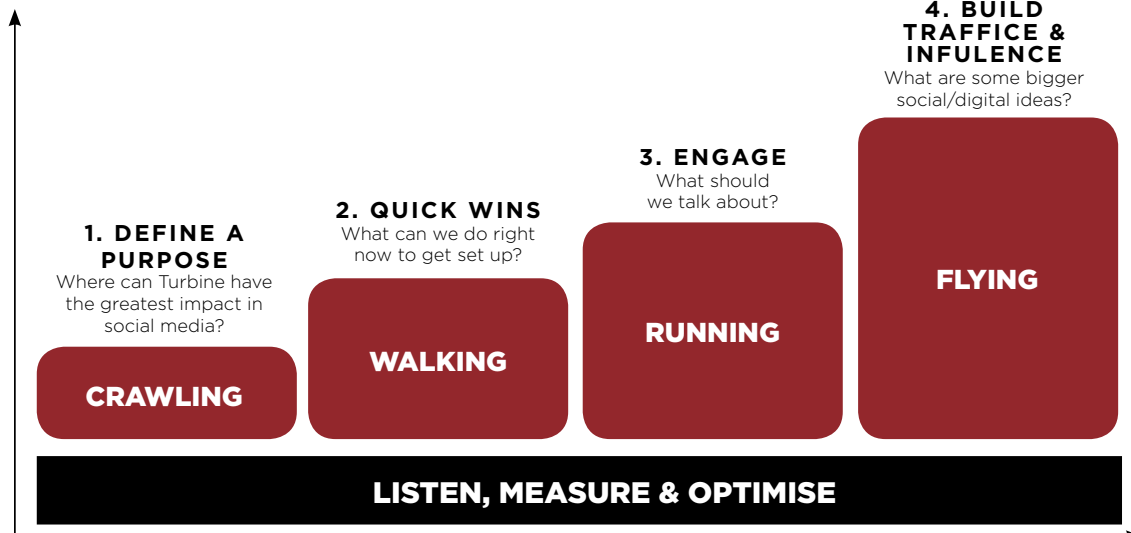 1. DEFINE A
PURPOSE
Where can Turbine have
the greatest impact in
social media?
CRAWLING
2. QUICK WINS
What can we do right
now to get set up?
WALKING
3. ENGAGE
What should
we talk about?
RUNNING
4. BUILD
TRAFFICE &
INFULENCE
What are some bigger
social/digital ideas?
FLYING
LISTEN, MEASURE & OPTIMISE